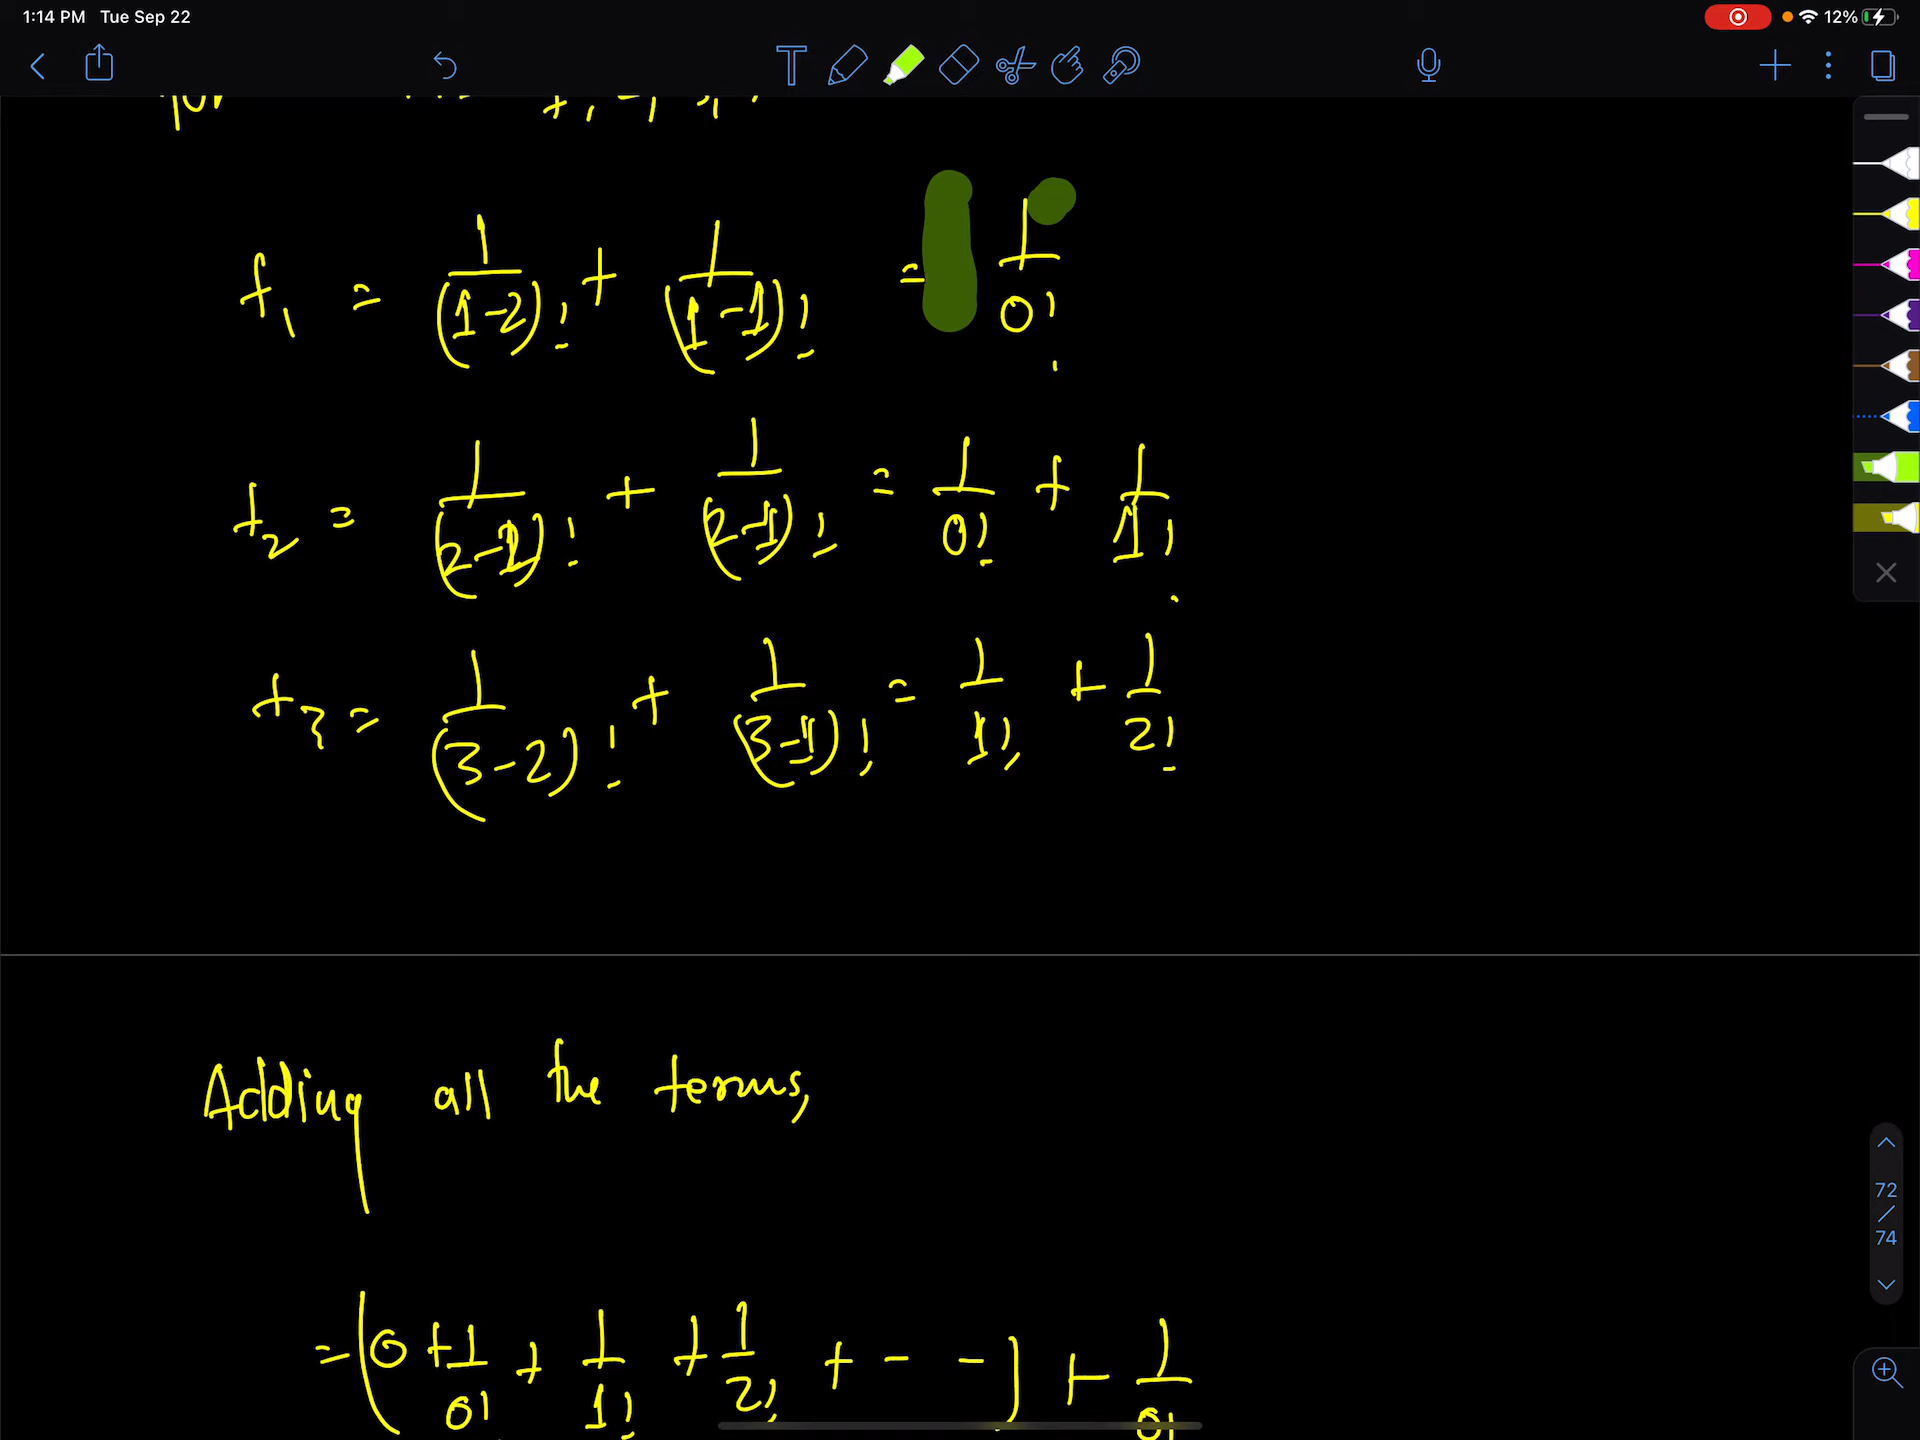 1:14 PM Tue Sep 22 12%
t₁ = 1/(1-2)! + 1/(1-1)! = 1/0!
t₂ = 1/(2-2)! + 1/(2-1)! = 1/0! + 1/1!
t₃ = 1/(3-2)! + 1/(3-1)! = 1/1! + 1/2!
Adding all the terms,
= (0 + 1/0! + 1/1! + 1/2! + - - ) + 1/0!
72
/
74